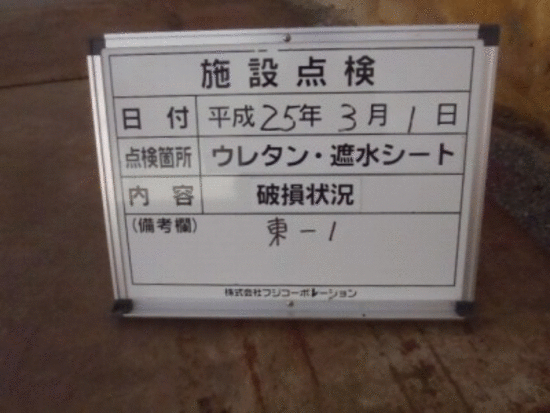 施設点検
日付 平成25年3月1日
点検箇所 ウレタン・遮水シート
内容 破損状況
(備考欄) 東-1
株式会社フジコーポレーション